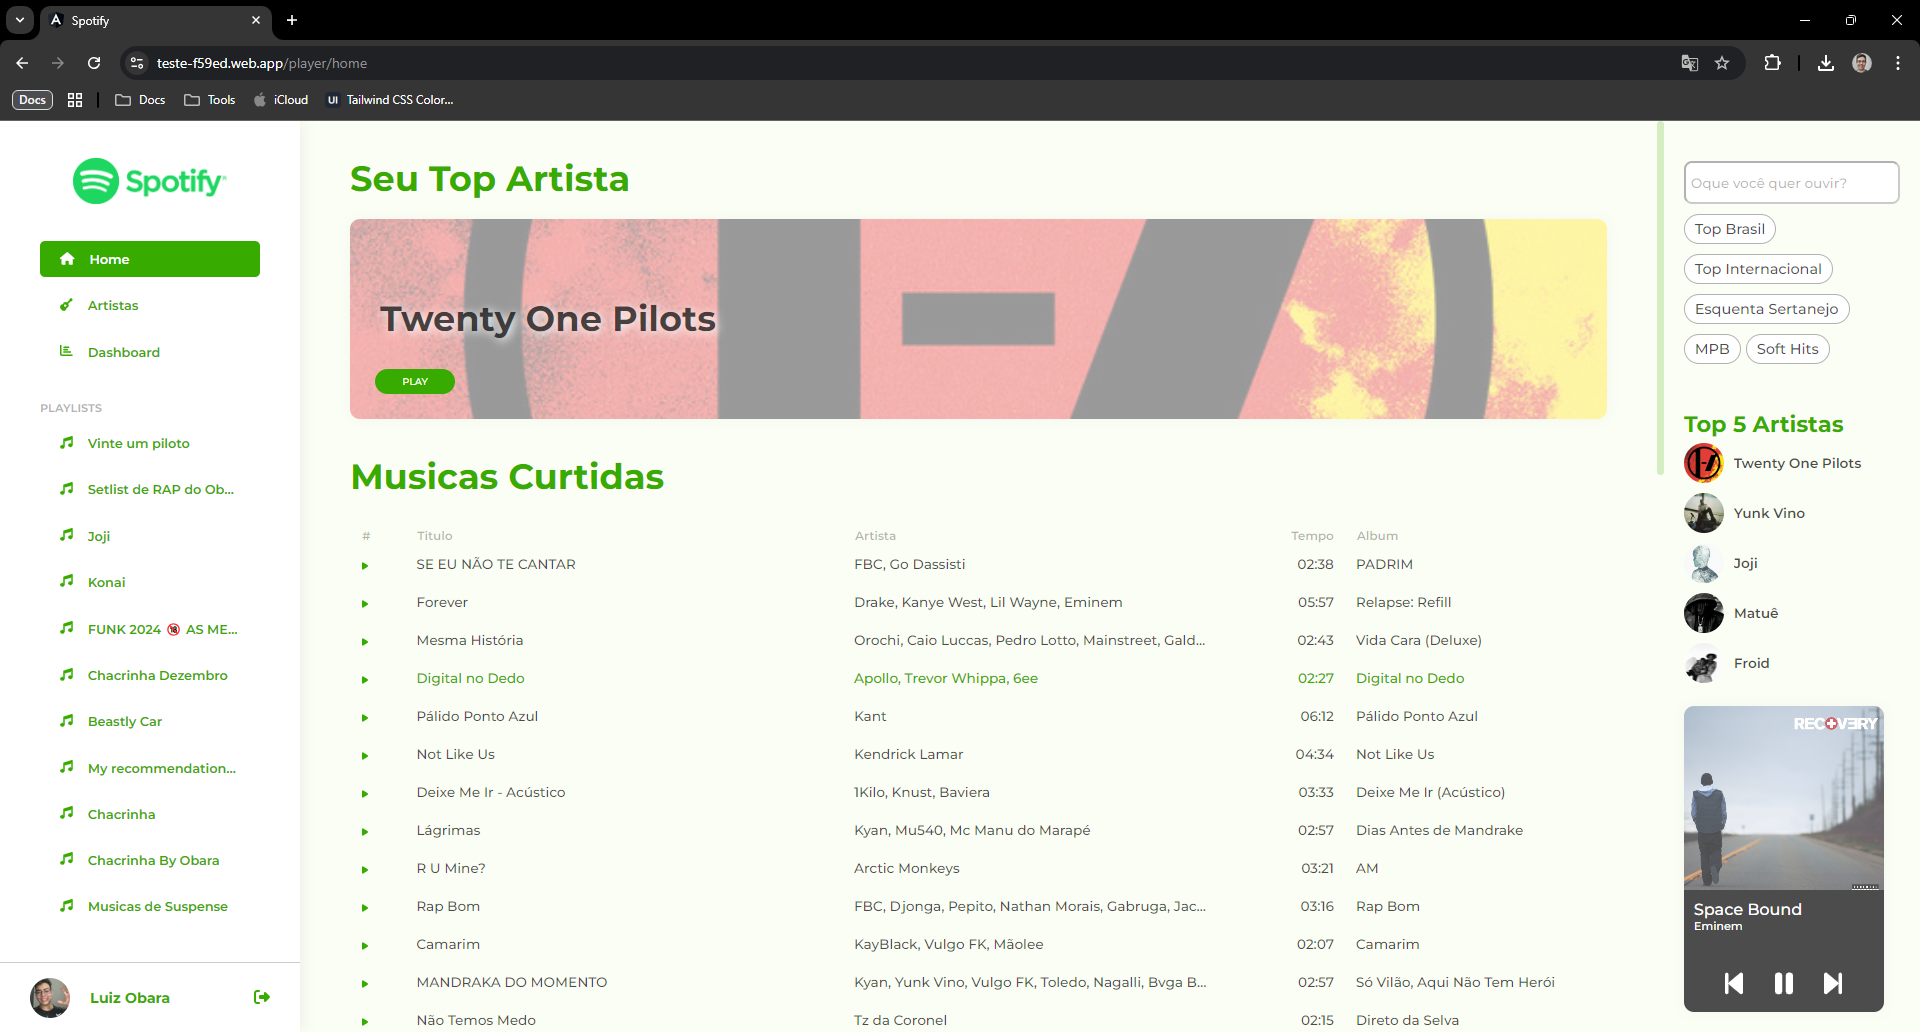 Spotify
teste-f59ed.web.app/player/home
Docs
Docs
Tools
iCloud
UI
Tailwind CSS Color...
Spotify
Home
Artistas
Dashboard
PLAYLISTS
Vinte um piloto
Setlist de RAP do Ob...
Joji
Konai
FUNK 2024 🔞 AS ME...
Chacrinha Dezembro
Beastly Car
My recommendation...
Chacrinha
Chacrinha By Obara
Musicas de Suspense
Luiz Obara
Seu Top Artista
Twenty One Pilots
PLAY
Musicas Curtidas
# Titulo Artista Tempo Album
SE EU NÃO TE CANTAR FBC, Go Dassisti 02:38 PADRIM
Forever Drake, Kanye West, Lil Wayne, Eminem 05:57 Relapse: Refill
Mesma História Orochi, Caio Luccas, Pedro Lotto, Mainstreet, Gald... 02:43 Vida Cara (Deluxe)
Digital no Dedo Apollo, Trevor Whippa, 6ee 02:27 Digital no Dedo
Pálido Ponto Azul Kant 06:12 Pálido Ponto Azul
Not Like Us Kendrick Lamar 04:34 Not Like Us
Deixe Me Ir - Acústico 1Kilo, Knust, Baviera 03:33 Deixe Me Ir (Acústico)
Lágrimas Kyan, Mu540, Mc Manu do Marapé 02:57 Dias Antes de Mandrake
R U Mine? Arctic Monkeys 03:21 AM
Rap Bom FBC, Djonga, Pepito, Nathan Morais, Gabruga, Jac... 03:16 Rap Bom
Camarim KayBlack, Vulgo FK, Mãolee 02:07 Camarim
MANDRAKA DO MOMENTO Kyan, Yunk Vino, Vulgo FK, Toledo, Nagalli, Bvga B... 02:57 Só Vilão, Aqui Não Tem Herói
Não Temos Medo Tz da Coronel 02:15 Direto da Selva
Oque você quer ouvir?
Top Brasil
Top Internacional
Esquenta Sertanejo
MPB
Soft Hits
Top 5 Artistas
Twenty One Pilots
Yunk Vino
Joji
Matuê
Froid
RECOVERY
Space Bound
Eminem